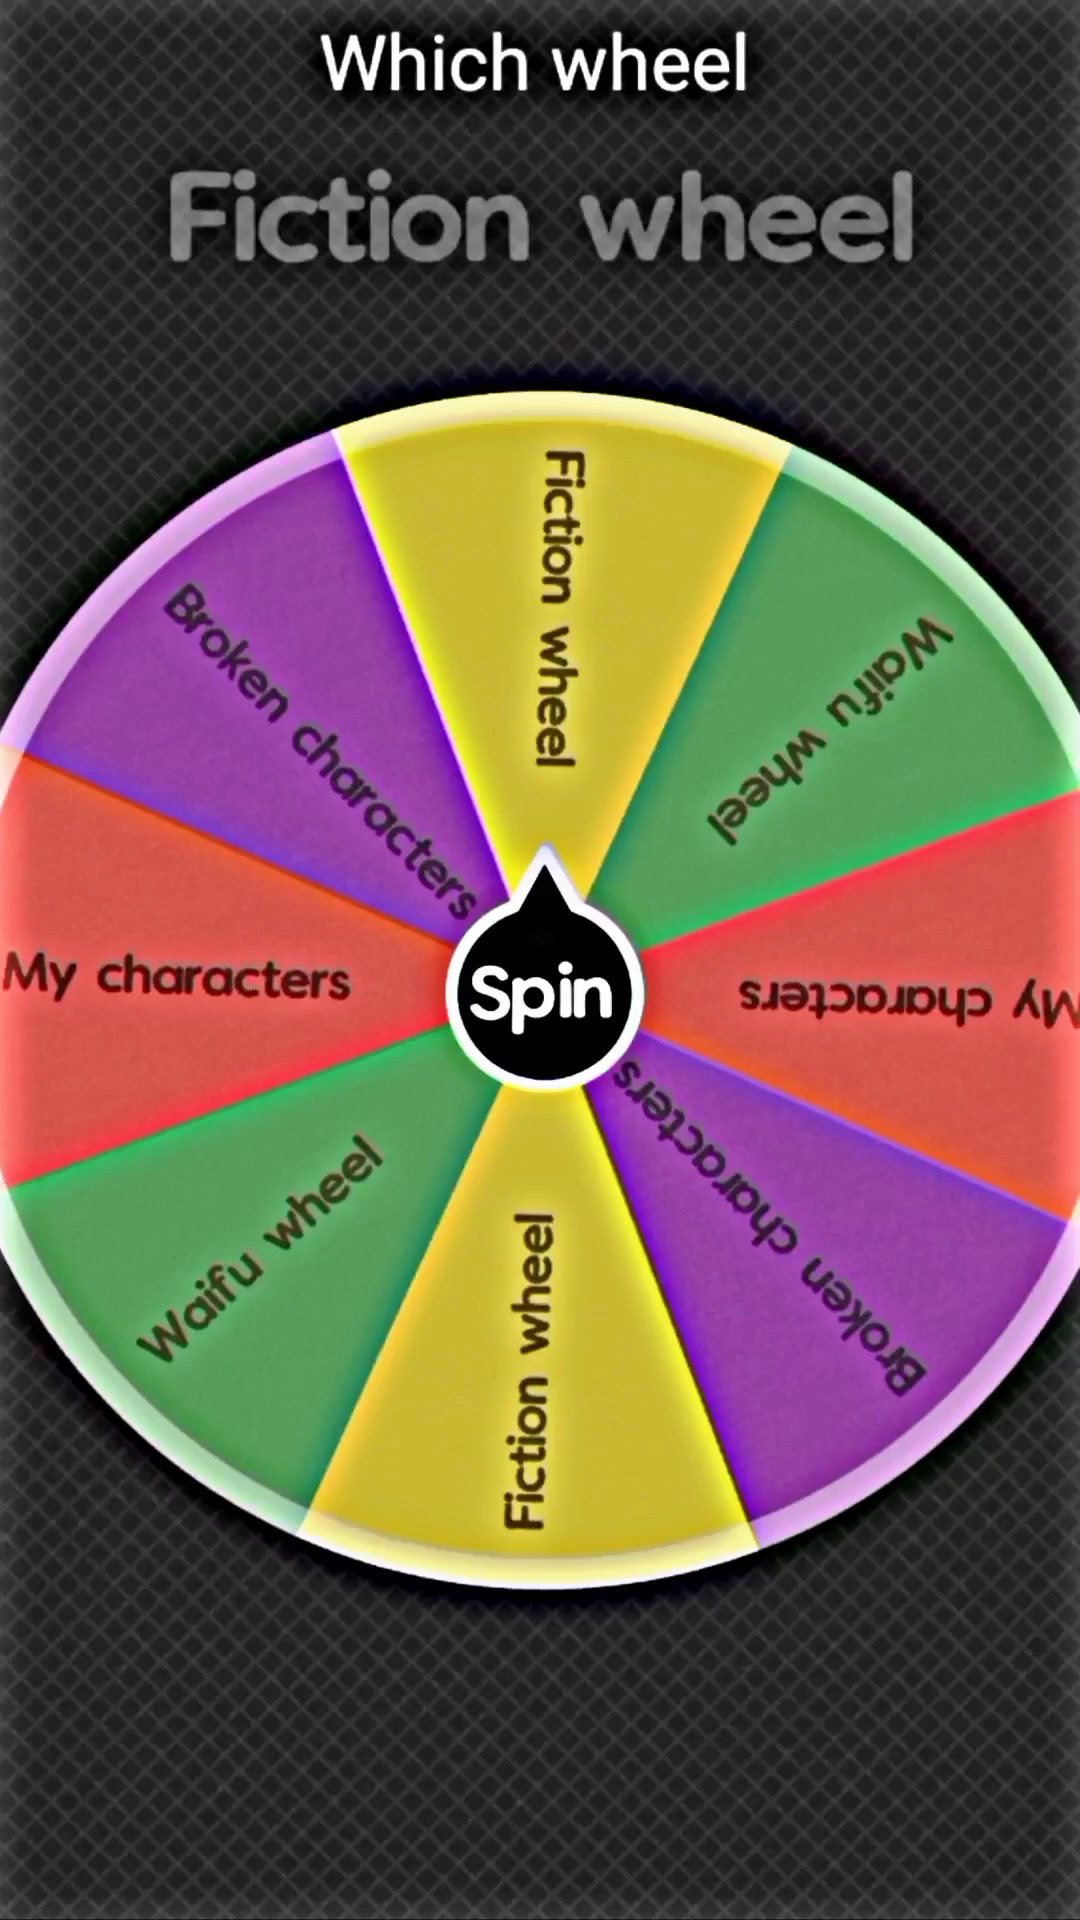 Which wheel
Fiction wheel
Fiction wheel
Waifu wheel
My characters
Broken characters
Fiction wheel
Waifu wheel
My characters
Broken characters
Spin